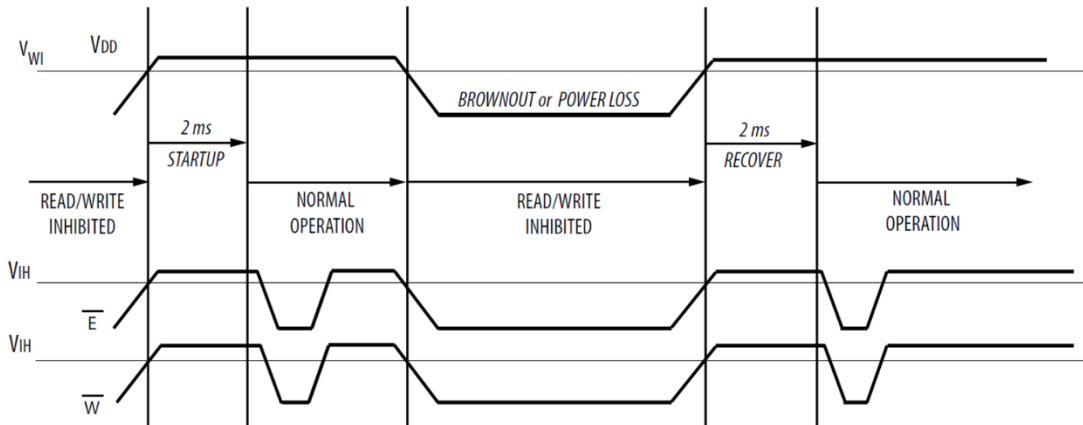 VWI VDD
BROWNOUT or POWER LOSS
2 ms
STARTUP
2 ms
RECOVER
READ/WRITE
INHIBITED
NORMAL
OPERATION
READ/WRITE
INHIBITED
NORMAL
OPERATION
VIH
E
VIH
W